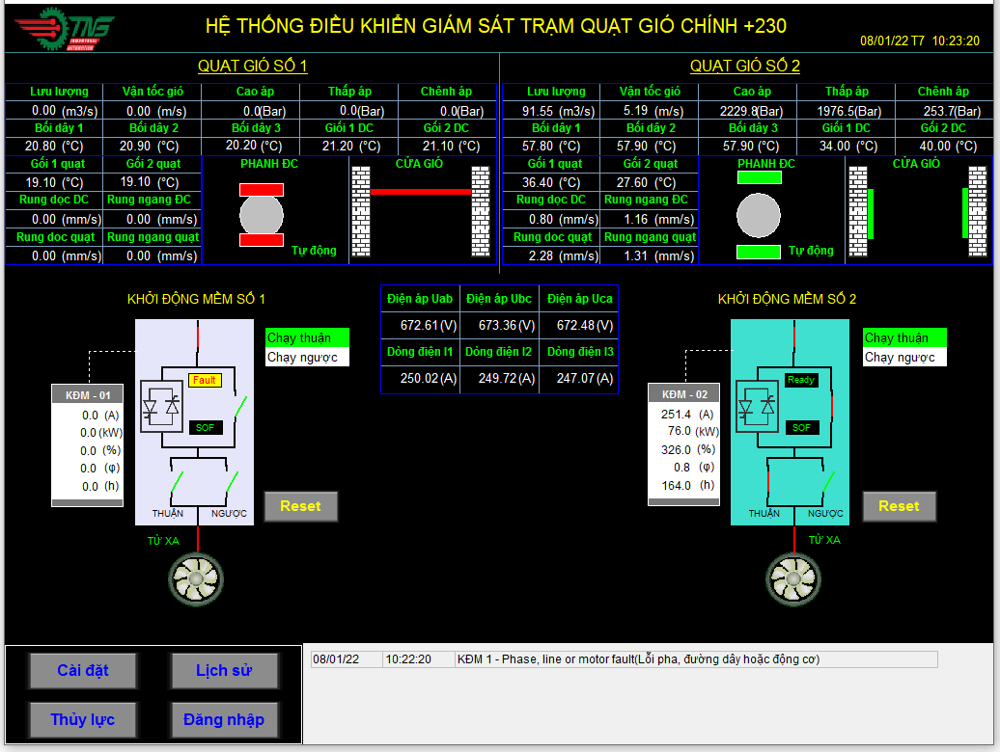 TNS
INDUSTRIAL
AUTOMATION
HỆ THỐNG ĐIỀU KHIỂN GIÁM SÁT TRẠM QUẠT GIÓ CHÍNH +230
08/01/22 T7 10:23:20
QUẠT GIÓ SỐ 1
Lưu lượng Vận tốc gió Cao áp Thấp áp Chênh áp
0.00 (m3/s) 0.00 (m/s) 0.0(Bar) 0.0(Bar) 0.0(Bar)
Bối dây 1 Bối dây 2 Bối dây 3 Giối 1 DC Gối 2 DC
20.80 (°C) 20.90 (°C) 20.20 (°C) 21.20 (°C) 21.10 (°C)
Gối 1 quạt Gối 2 quạt PHANH ĐC CỬA GIÓ
19.10 (°C) 19.10 (°C)
Rung dọc DC Rung ngang ĐC
0.00 (mm/s) 0.00 (mm/s)
Rung doc quạt Rung ngang quạt Tự động
0.00 (mm/s) 0.00 (mm/s)
QUẠT GIÓ SỐ 2
Lưu lượng Vận tốc gió Cao áp Thấp áp Chênh áp
91.55 (m3/s) 5.19 (m/s) 2229.8(Bar) 1976.5(Bar) 253.7(Bar)
Bối dây 1 Bối dây 2 Bối dây 3 Giối 1 DC Gối 2 DC
57.80 (°C) 57.90 (°C) 57.90 (°C) 34.00 (°C) 40.00 (°C)
Gối 1 quạt Gối 2 quạt PHANH ĐC CỬA GIÓ
36.40 (°C) 27.60 (°C)
Rung dọc DC Rung ngang ĐC
0.80 (mm/s) 1.16 (mm/s)
Rung doc quạt Rung ngang quạt Tự động
2.28 (mm/s) 1.31 (mm/s)
KHỞI ĐỘNG MỀM SỐ 1
Chạy thuận
Chạy ngược
Fault
SOF
KĐM - 01
0.0 (A)
0.0 (kW)
0.0 (%)
0.0 (φ)
0.0 (h)
THUẬN NGƯỢC
Reset
TỪ XA
Điện áp Uab Điện áp Ubc Điện áp Uca
672.61(V) 673.36(V) 672.48(V)
Dòng điện I1 Dòng điện I2 Dòng điện I3
250.02(A) 249.72(A) 247.07(A)
KHỞI ĐỘNG MỀM SỐ 2
Chạy thuận
Chạy ngược
Ready
SOF
KĐM - 02
251.4 (A)
76.0 (kW)
326.0 (%)
0.8 (φ)
164.0 (h)
THUẬN NGƯỢC
Reset
TỪ XA
Cài đặt Lịch sử
Thủy lực Đăng nhập
08/01/22 10:22:20 KĐM 1 - Phase, line or motor fault(Lỗi pha, đường dây hoặc động cơ)